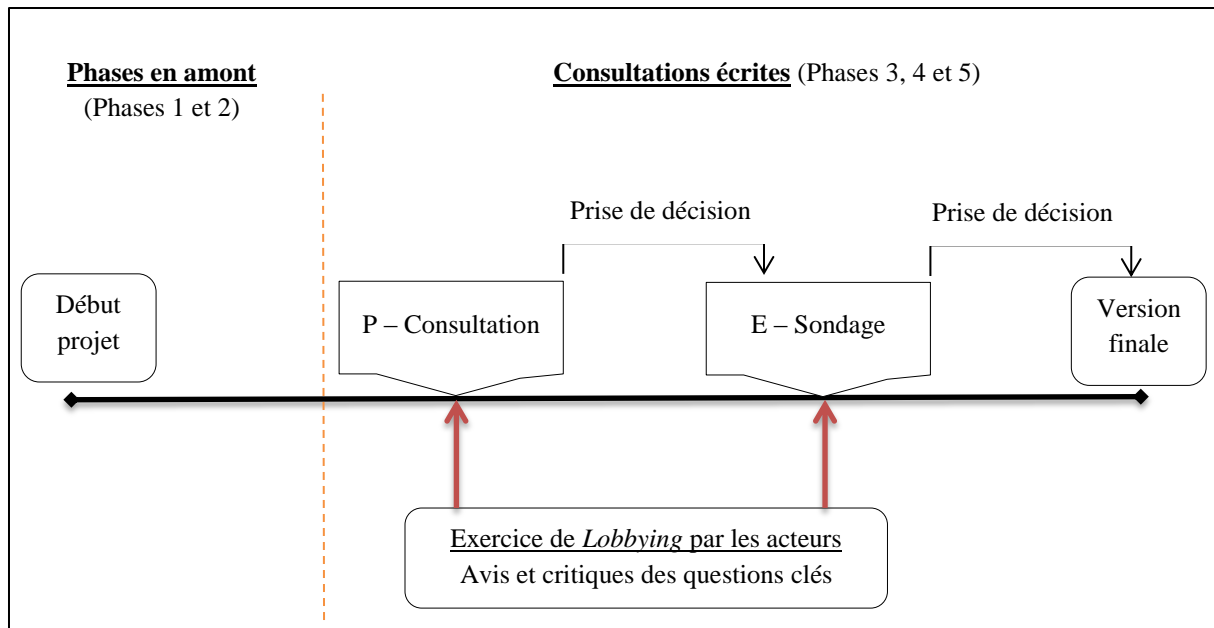 Phases en amont
(Phases 1 et 2)
Consultations écrites (Phases 3, 4 et 5)
Prise de décision
Prise de décision
Début
projet
P – Consultation
E – Sondage
Version
finale
Exercice de Lobbying par les acteurs
Avis et critiques des questions clés